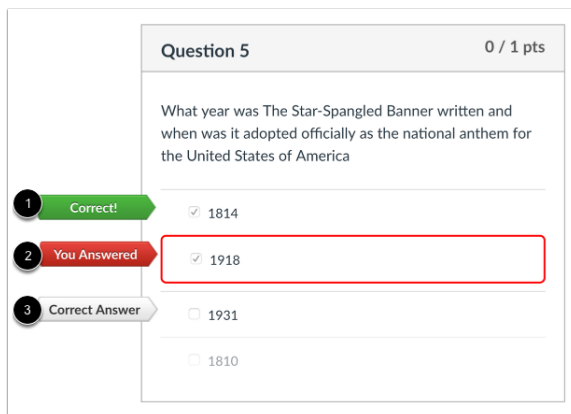 Question 5
0 / 1 pts
What year was The Star-Spangled Banner written and
when was it adopted officially as the national anthem for
the United States of America
1 Correct!
1814
2 You Answered
1918
3 Correct Answer
1931
1810